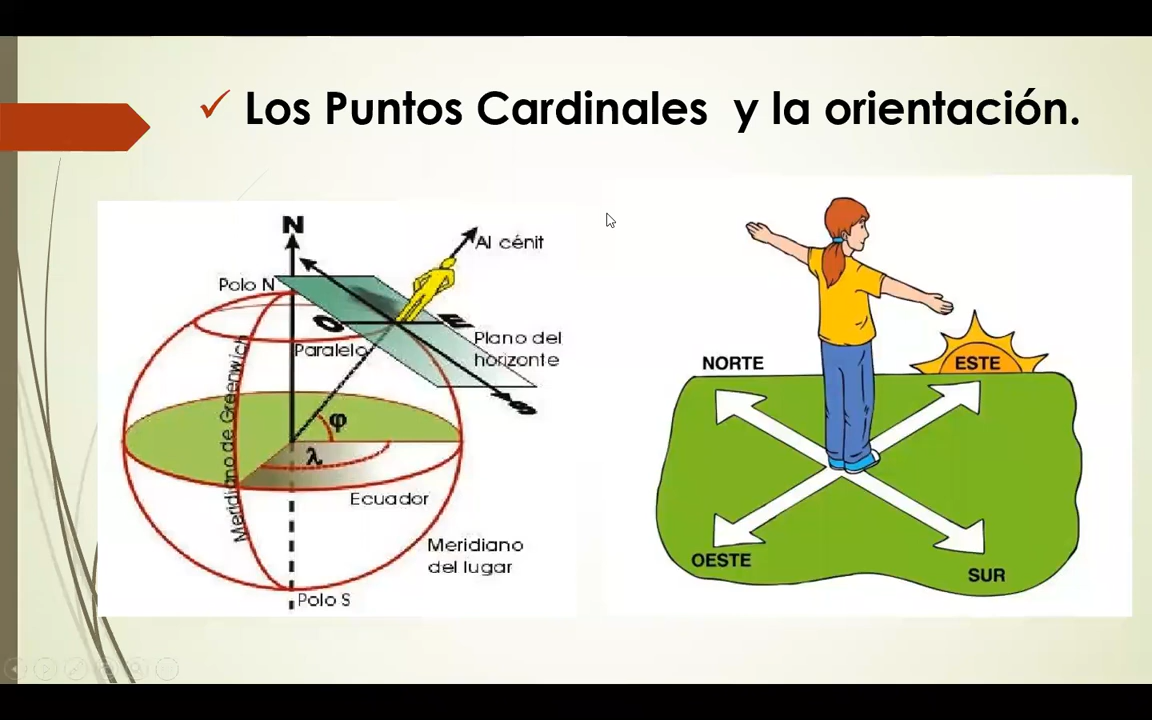 Los Puntos Cardinales y la orientación.
N
Al cénit
Polo N
O
E
Plano del
horizonte
Paralelo
Meridiano de Greenwich
S
φ
λ
Ecuador
Meridiano
del lugar
Polo S
NORTE
ESTE
OESTE
SUR